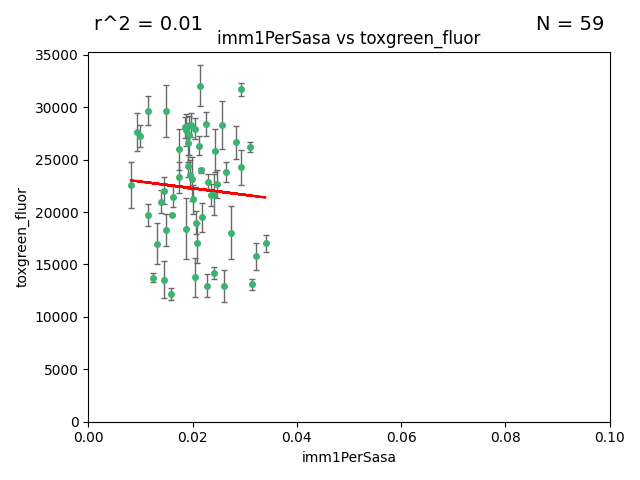 r^2 = 0.01
N = 59
imm1PerSasa vs toxgreen_fluor
35000
30000
25000
20000
15000
10000
5000
0
toxgreen_fluor
0.00 0.02 0.04 0.06 0.08 0.10
imm1PerSasa